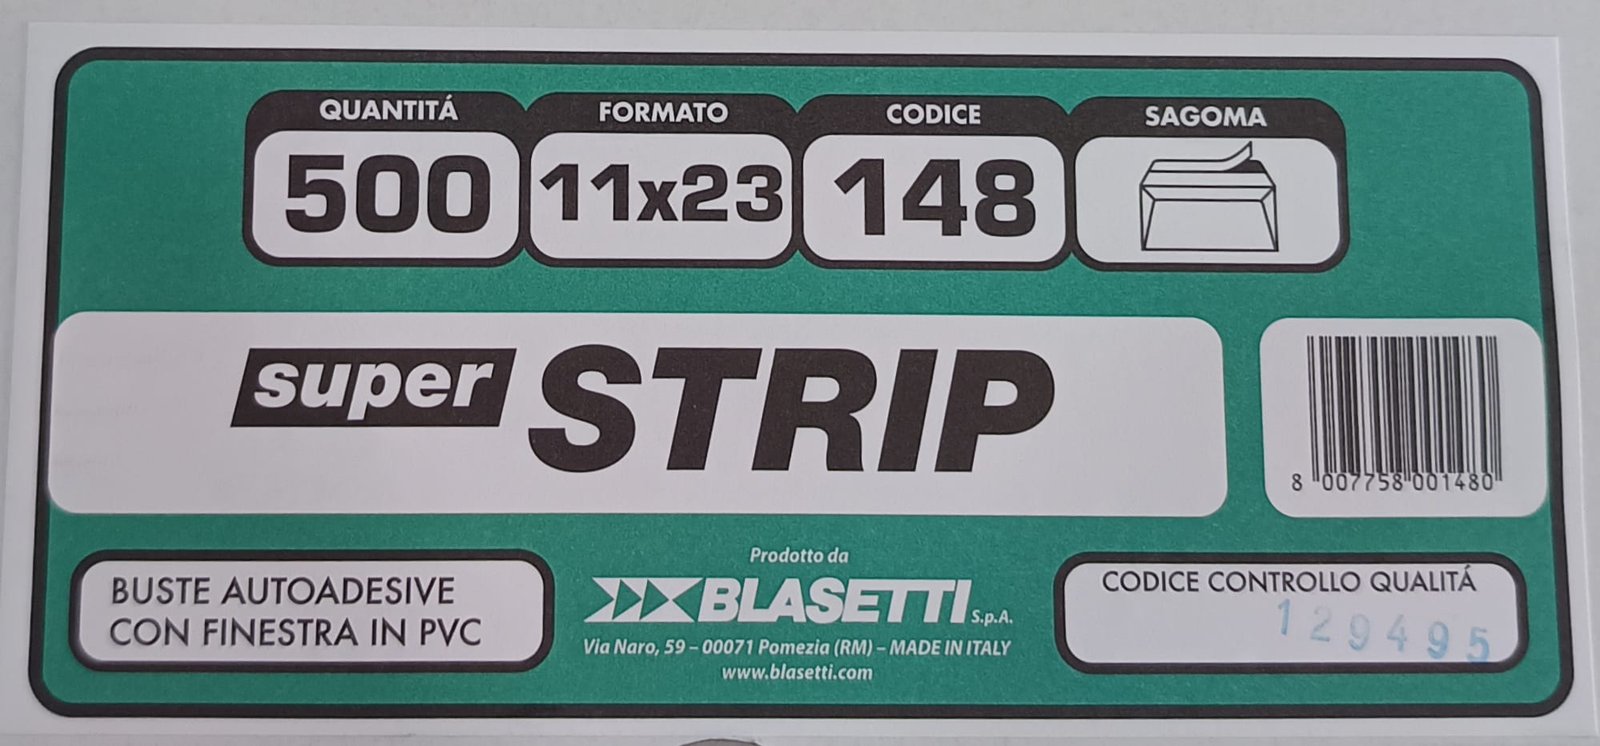 QUANTITÁ
500
FORMATO
11x23
CODICE
148
SAGOMA
super STRIP
8 007758 001480
BUSTE AUTOADESIVE
CON FINESTRA IN PVC
Prodotto da
BLASETTI S.p.A.
Via Naro, 59 – 00071 Pomezia (RM) – MADE IN ITALY
www.blasetti.com
CODICE CONTROLLO QUALITÁ
129495